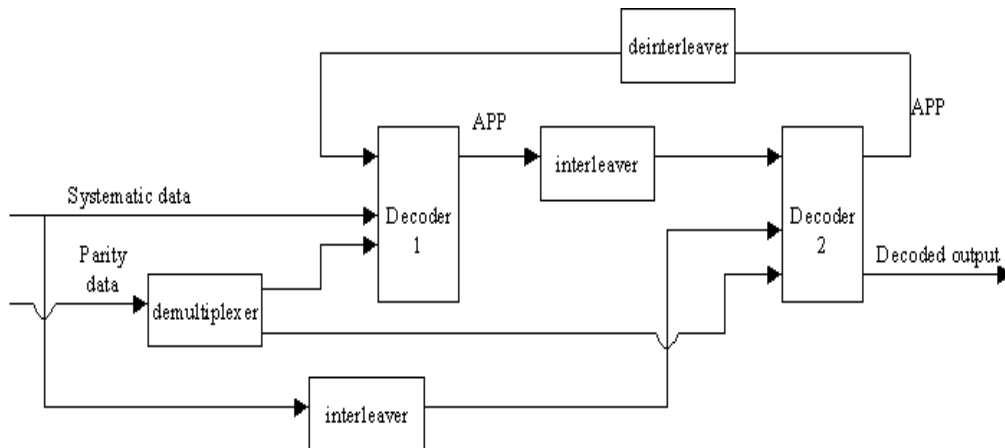 deinterleaver
APP
APP
interleaver
Systematic data
Decoder
1
Decoder
2
Parity
data
Decoded output
demultiplexer
interleaver